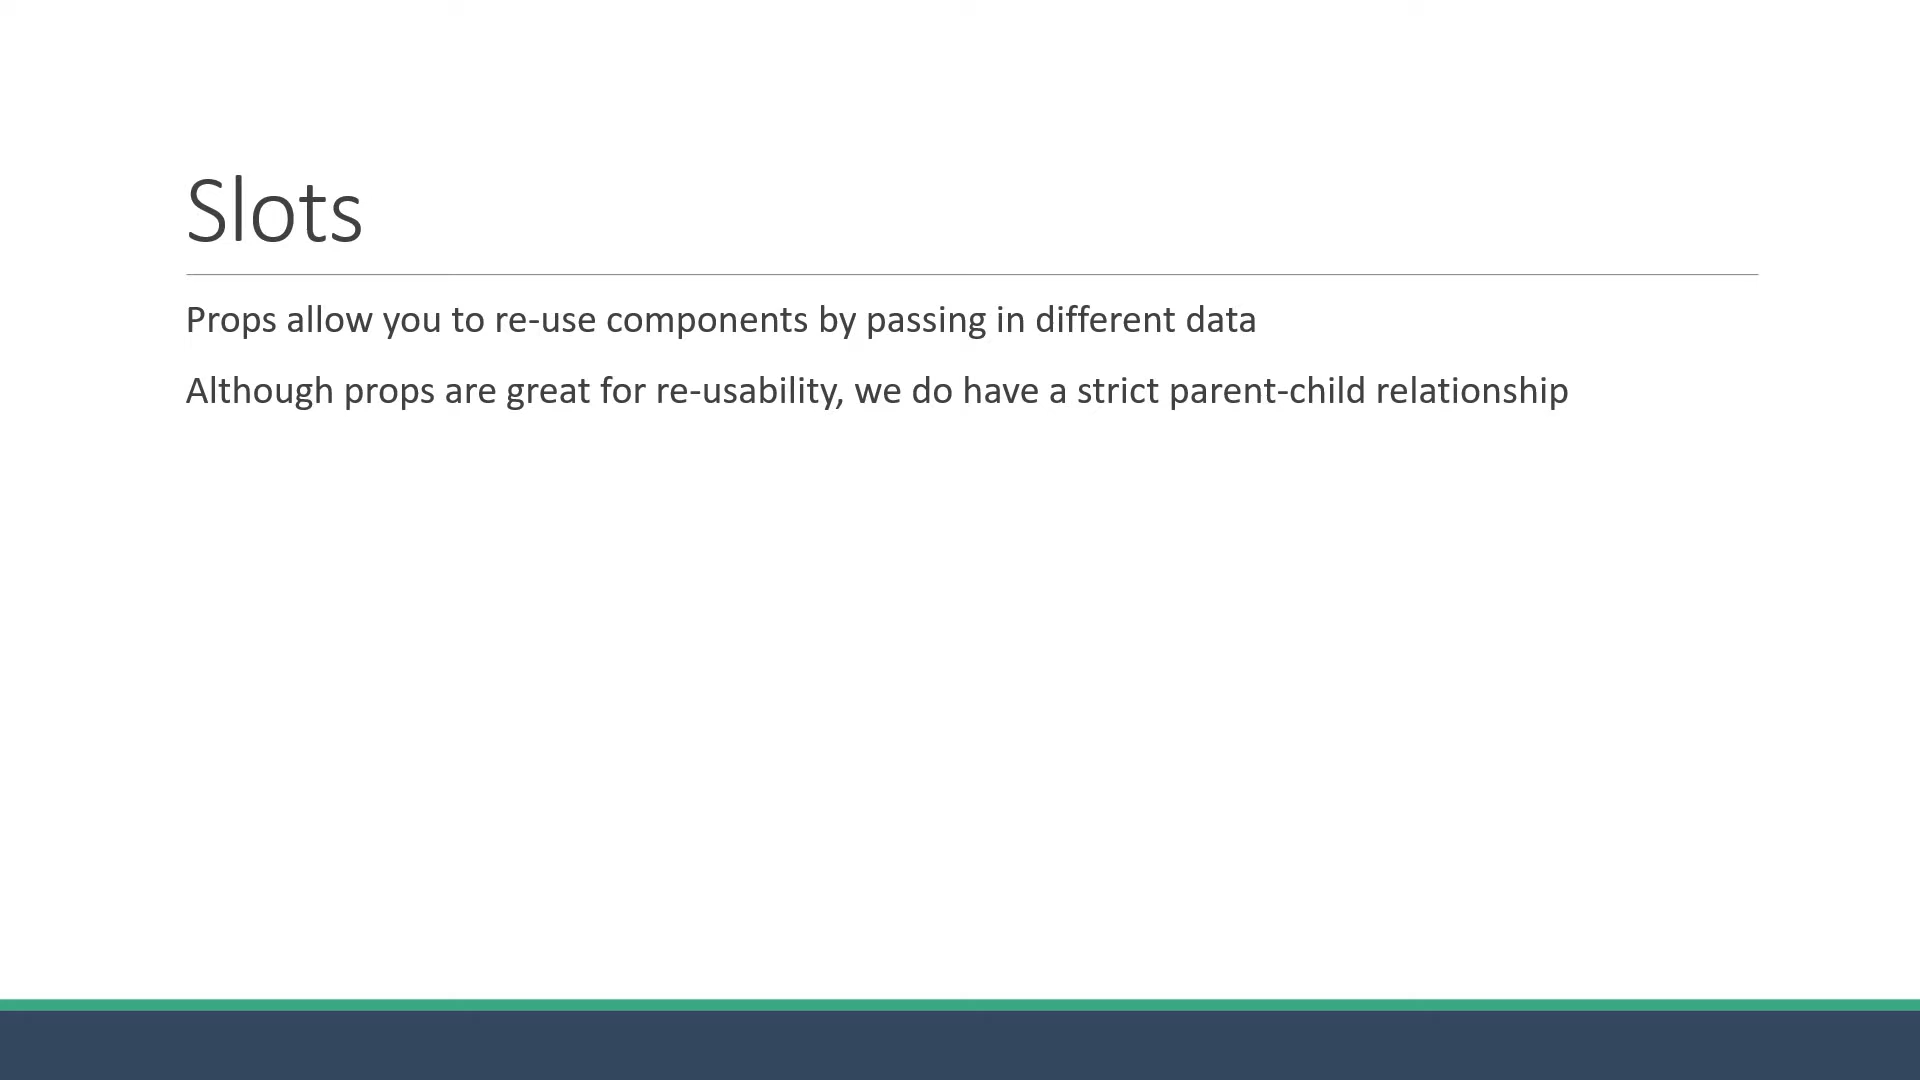 Slots
Props allow you to re-use components by passing in different data
Although props are great for re-usability, we do have a strict parent-child relationship